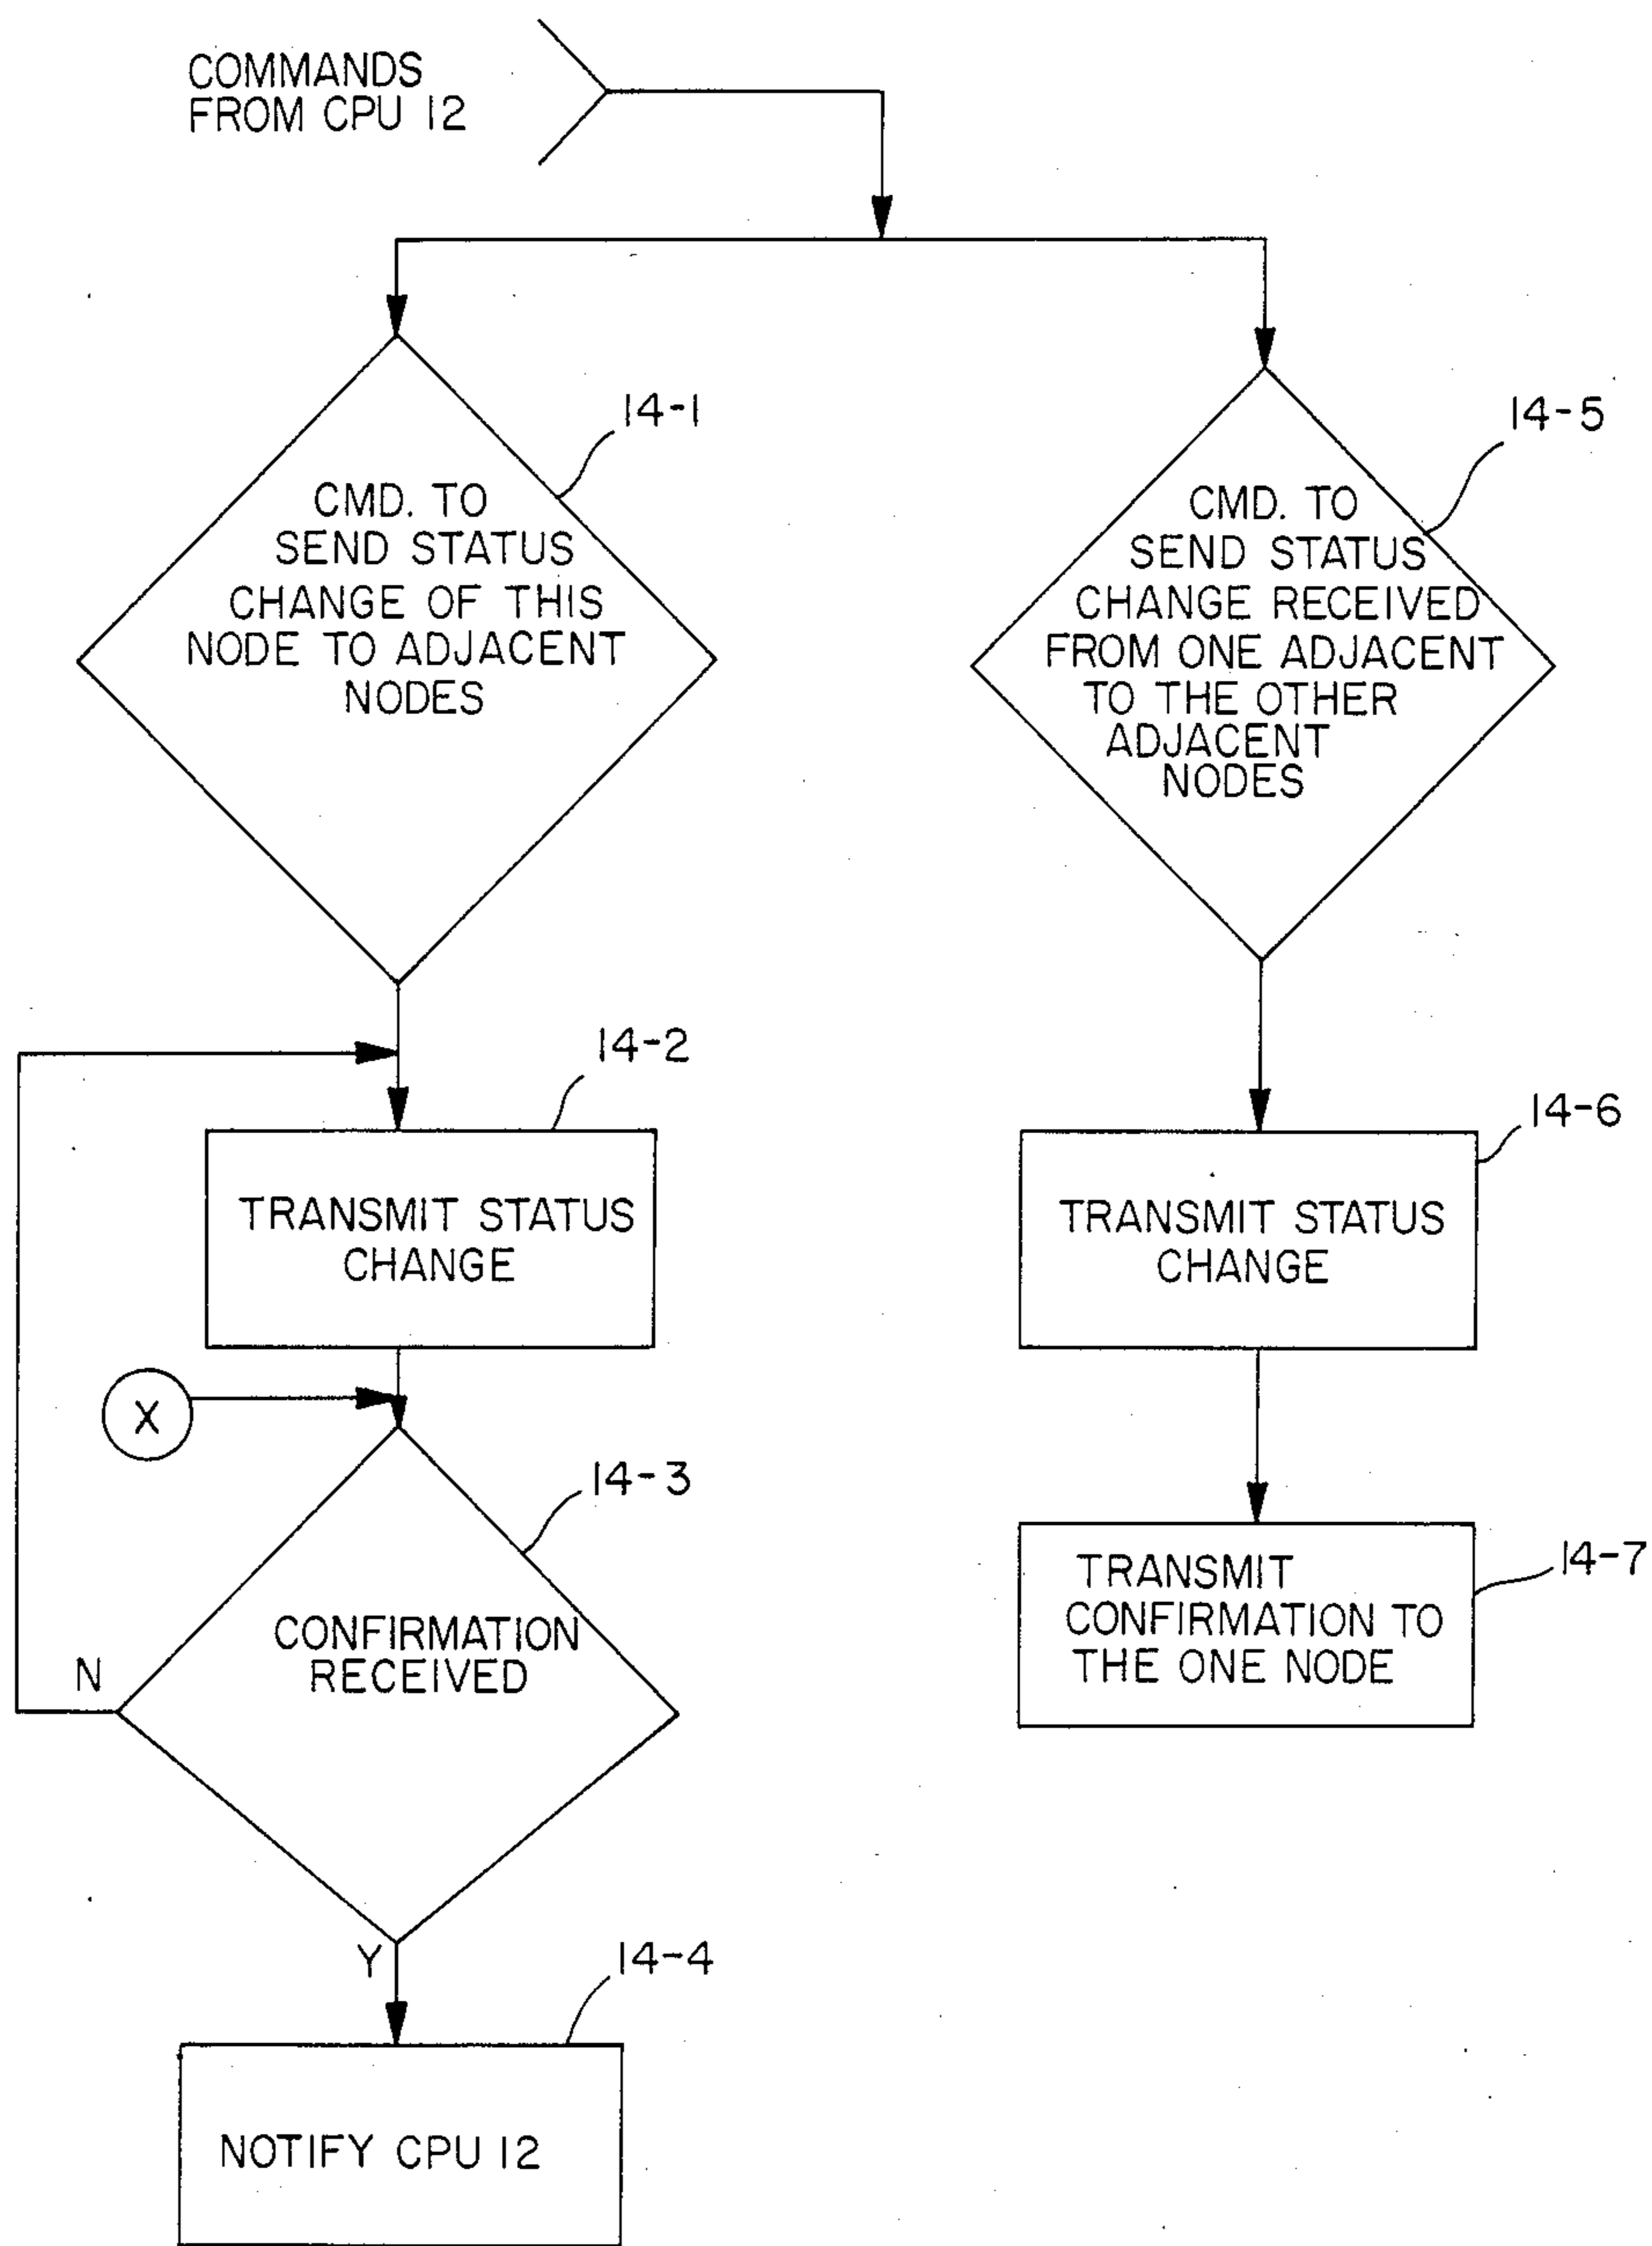 COMMANDS
FROM CPU 12
14-1
CMD. TO
SEND STATUS
CHANGE OF THIS
NODE TO ADJACENT
NODES
14-5
CMD. TO
SEND STATUS
CHANGE RECEIVED
FROM ONE ADJACENT
TO THE OTHER
ADJACENT
NODES
14-2
TRANSMIT STATUS
CHANGE
14-6
TRANSMIT STATUS
CHANGE
X
14-3
CONFIRMATION
RECEIVED
N
Y
14-7
TRANSMIT
CONFIRMATION TO
THE ONE NODE
14-4
NOTIFY CPU 12